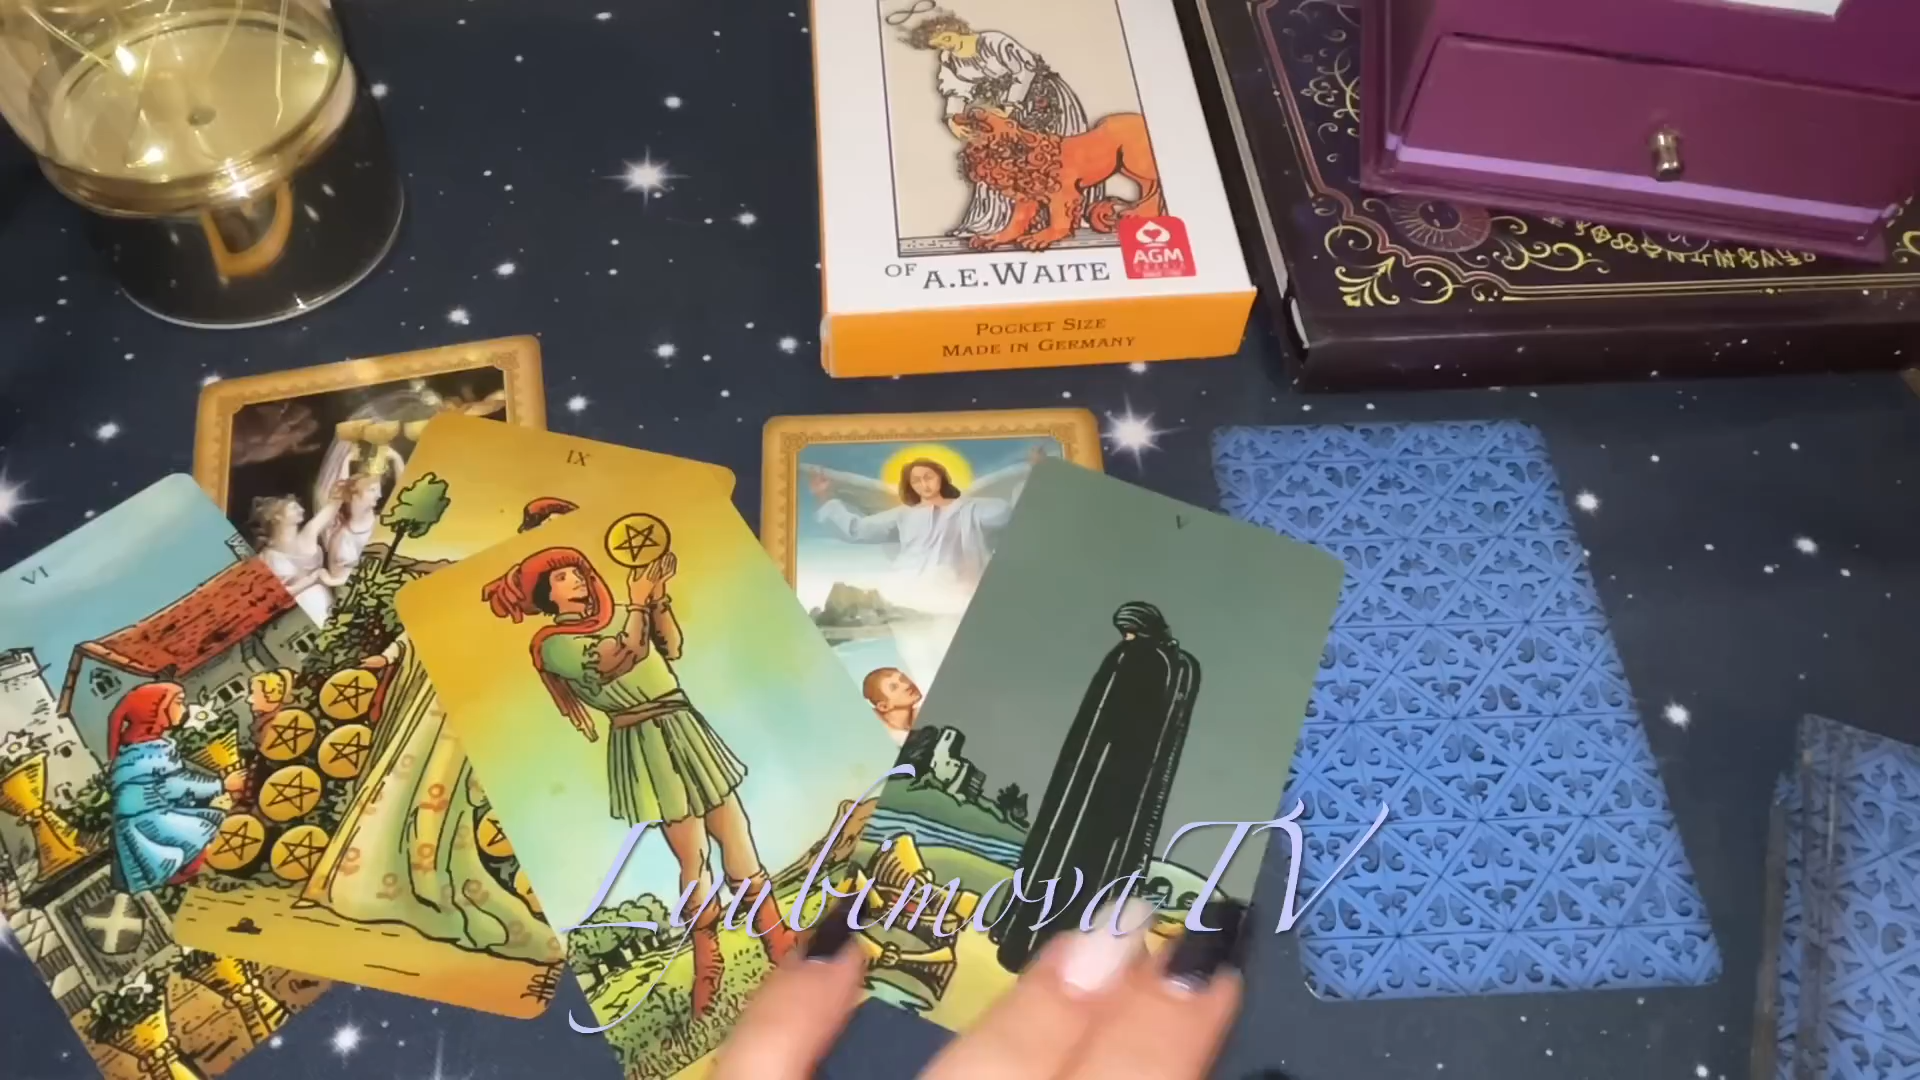 OF A.E.WAITE
AGM
POCKET SIZE
MADE IN GERMANY
IX
VI
V
LyubimovaTV